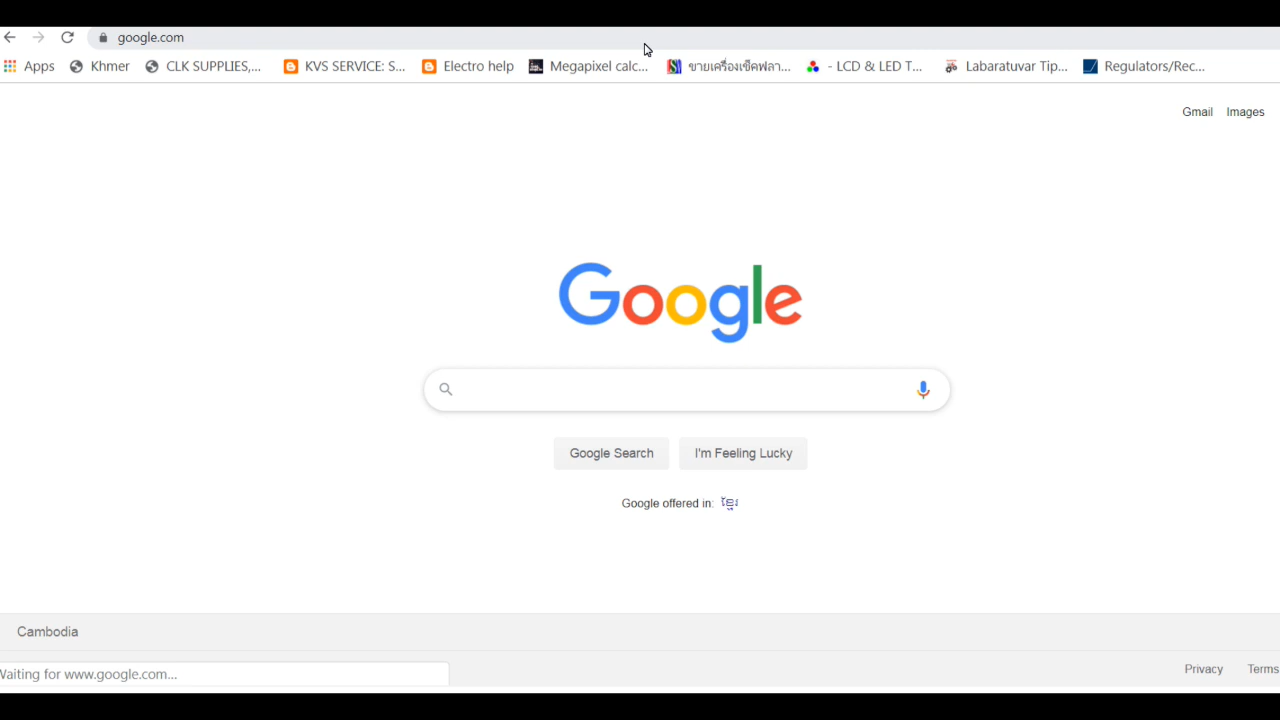 google.com
Apps Khmer CLK SUPPLIES,... KVS SERVICE: S... Electro help Megapixel calc... ขายเครื่องเช็คฟลา... - LCD & LED T... Labaratuvar Tip... Regulators/Rec...
Gmail Images
Google
Google Search I'm Feeling Lucky
Google offered in: ខ្មែរ
Cambodia
Waiting for www.google.com...
Privacy Terms